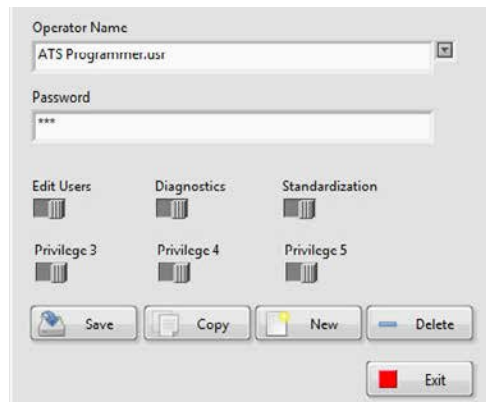 Operator Name
ATS Programmer.usr
Password
***
Edit Users Diagnostics Standardization
Privilege 3 Privilege 4 Privilege 5
Save Copy New Delete
Exit